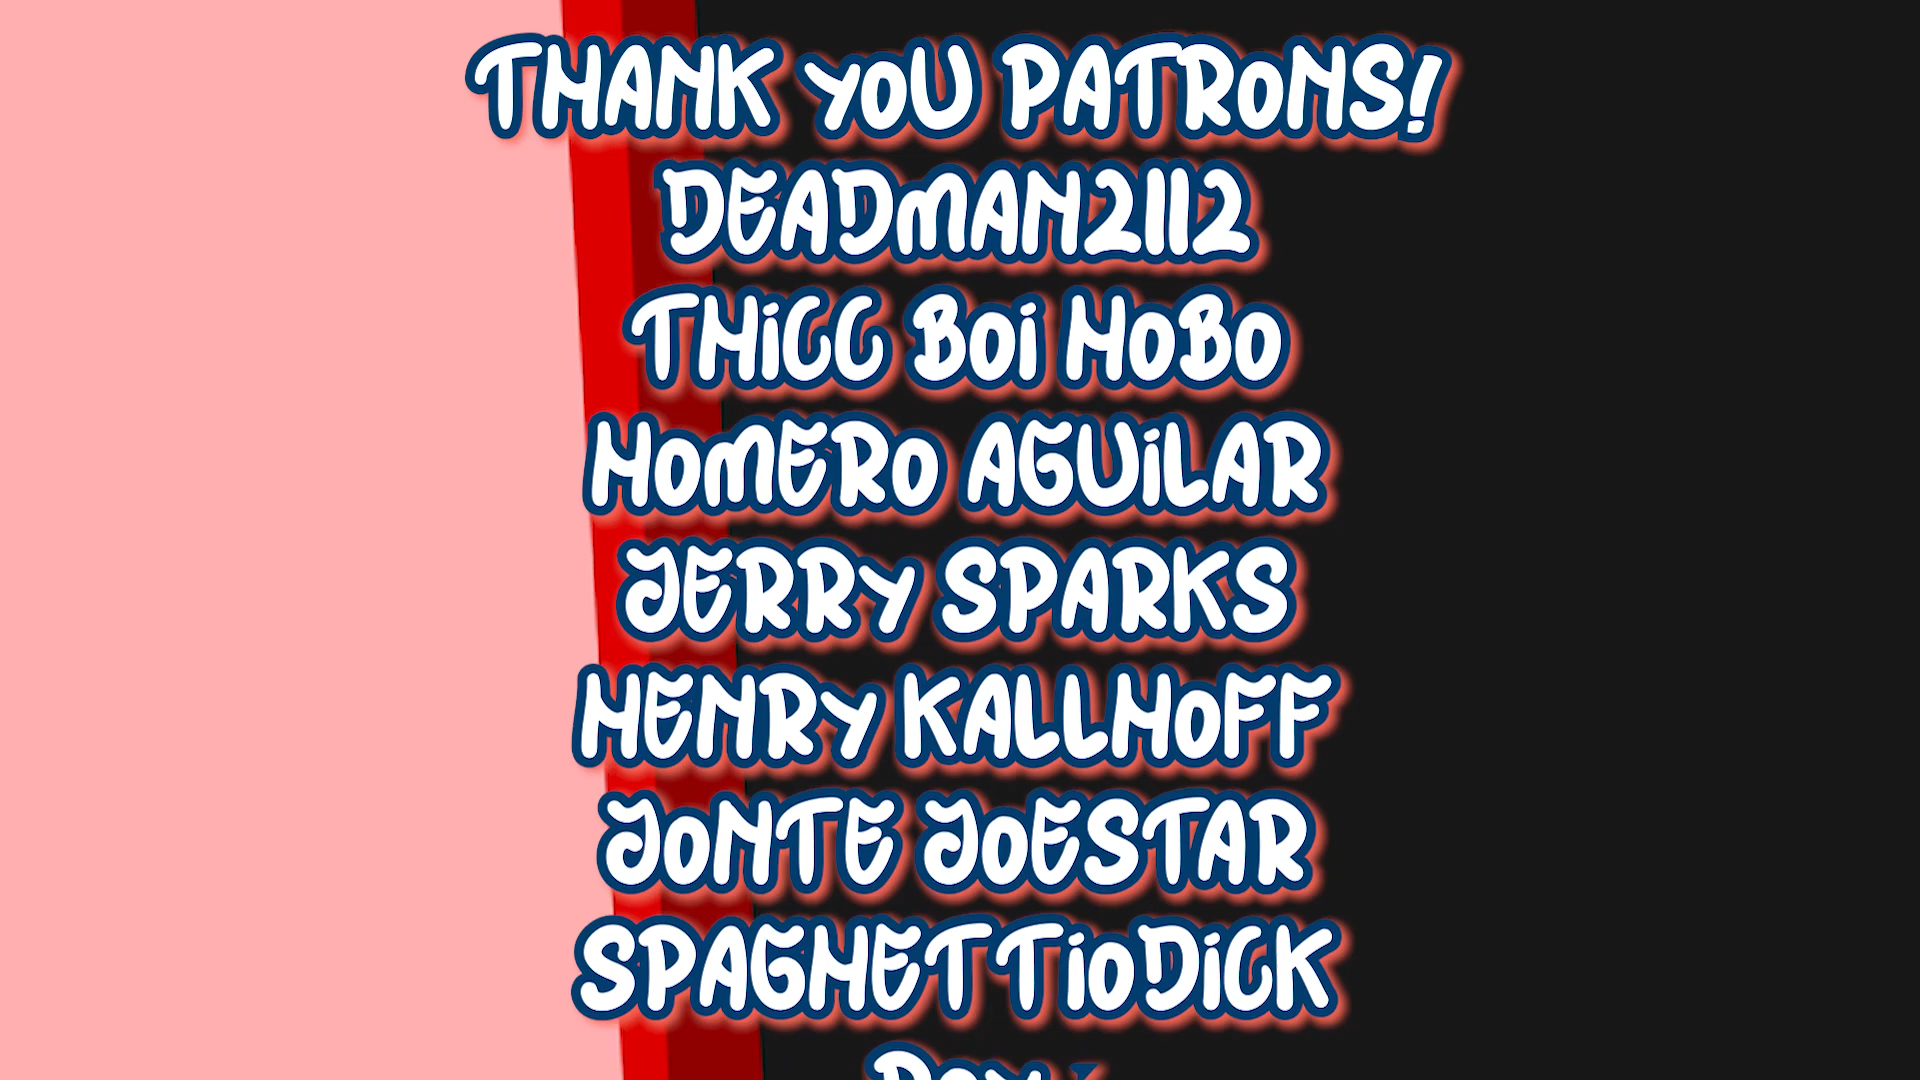 THANK YOU PATRONS!
DEADMAN2112
THICC BOI HOBO
HOMERO AGUILAR
JERRY SPARKS
HENRY KALLHOFF
JONTE JOESTAR
SPAGHETTIODICK